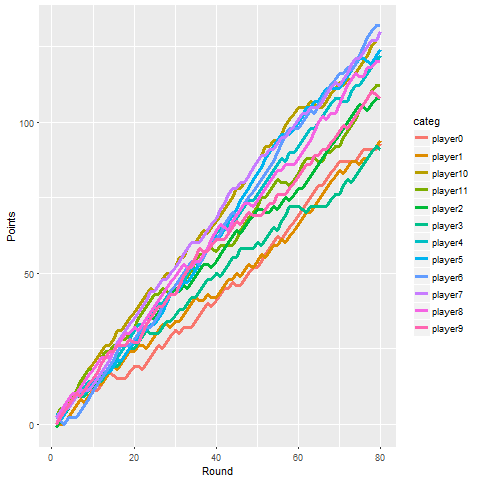 100
50
0
Points
0
20
40
60
80
Round
categ
player0
player1
player10
player11
player2
player3
player4
player5
player6
player7
player8
player9